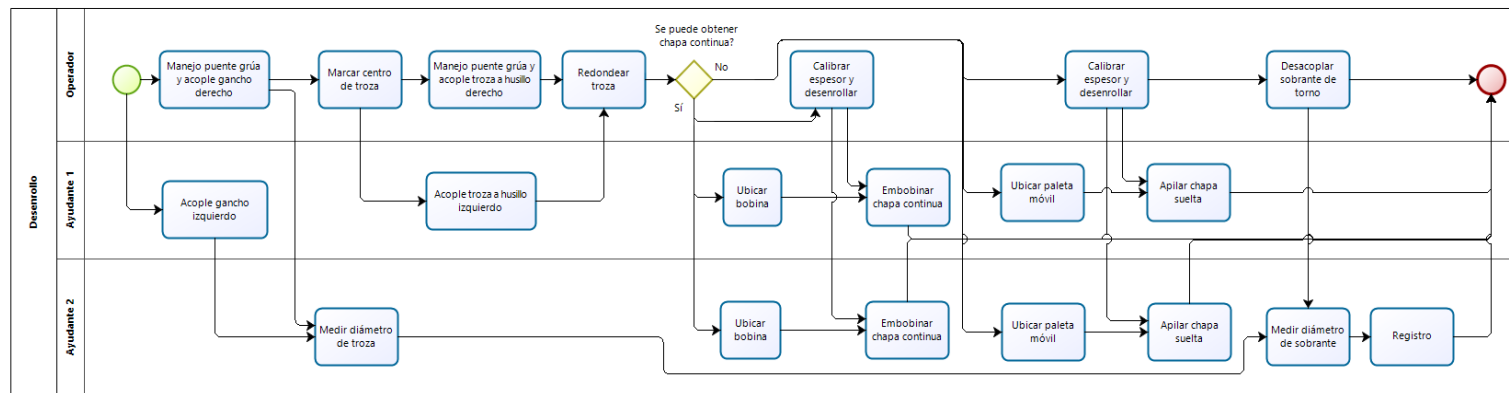 Desenrollo
Operador
Manejo puente grúa
y acople gancho
derecho
Marcar centro
de troza
Manejo puente grúa y
acople troza a husillo
derecho
Redondear
troza
Se puede obtener
chapa continua?
No
Sí
Calibrar
espesor y
desenrollar
Calibrar
espesor y
desenrollar
Desacoplar
sobrante de
torno
Ayudante 1
Acople gancho
izquierdo
Acople troza a husillo
izquierdo
Ubicar
bobina
Embobinar
chapa continua
Ubicar paleta
móvil
Apilar chapa
suelta
Ayudante 2
Medir diámetro
de troza
Ubicar
bobina
Embobinar
chapa continua
Ubicar paleta
móvil
Apilar chapa
suelta
Medir diámetro
de sobrante
Registro